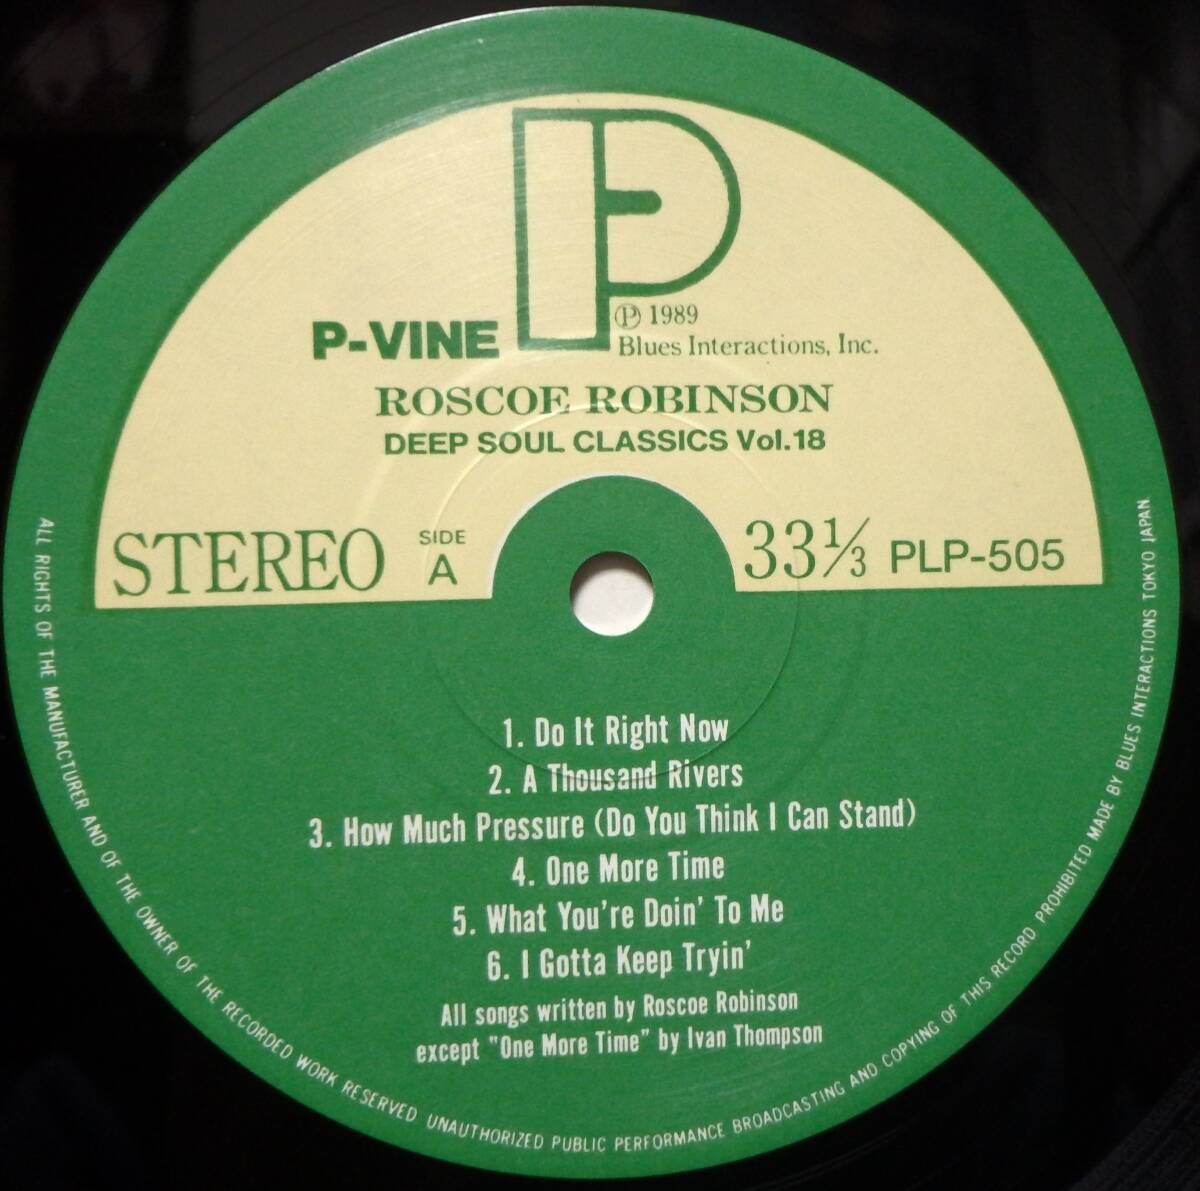 P
℗ 1989
P-VINE
Blues Interactions, Inc.
ROSCOE ROBINSON
DEEP SOUL CLASSICS Vol.18
STEREO
SIDE
A
33⅓ PLP-505
1. Do It Right Now
2. A Thousand Rivers
3. How Much Pressure (Do You Think I Can Stand)
4. One More Time
5. What You're Doin' To Me
6. I Gotta Keep Tryin'
All songs written by Roscoe Robinson
except "One More Time" by Ivan Thompson
ALL RIGHTS OF THE MANUFACTURER AND OF THE OWNER OF THE RECORDED WORK RESERVED UNAUTHORIZED PUBLIC PERFORMANCE BROADCASTING AND COPYING OF THIS RECORD PROHIBITED MADE BY BLUES INTERACTIONS TOKYO JAPAN